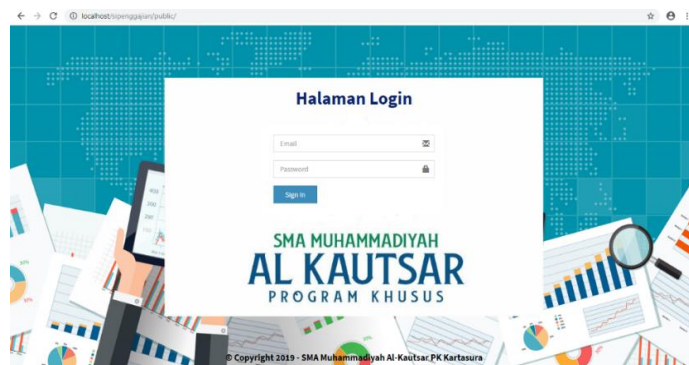 localhost/sipenggajian/public/
Halaman Login
Email
Password
Sign In
SMA MUHAMMADIYAH
AL KAUTSAR
PROGRAM KHUSUS
© Copyright 2019 - SMA Muhammadiyah Al-Kautsar PK Kartasura